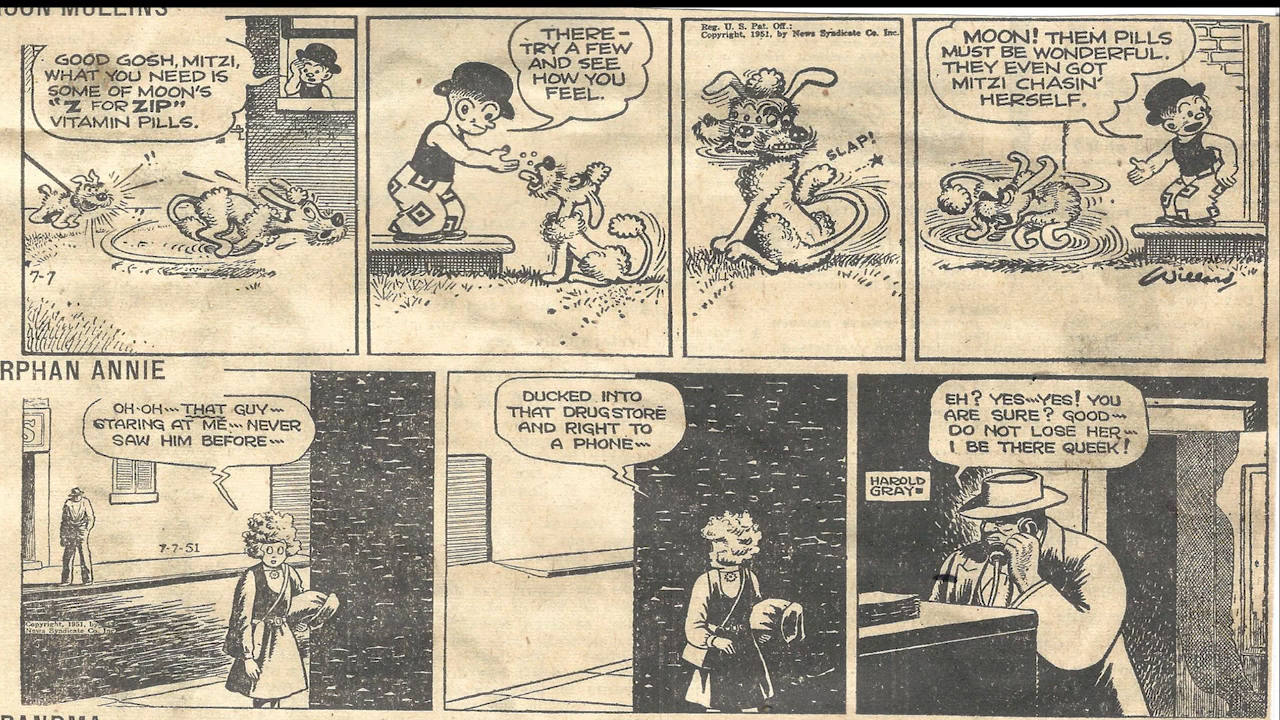 MOON MULLINS
GOOD GOSH, MITZI,
WHAT YOU NEED IS
SOME OF MOON'S
"Z FOR ZIP"
VITAMIN PILLS.
!!
7-7
THERE-
TRY A FEW
AND SEE
HOW YOU
FEEL.
Reg. U. S. Pat. Off.:
Copyright, 1951, by News Syndicate Co. Inc.
SLAP!
MOON! THEM PILLS
MUST BE WONDERFUL.
THEY EVEN GOT
MITZI CHASIN'
HERSELF.
Willard
RPHAN ANNIE
S
OH-OH--- THAT GUY---
STARING AT ME--- NEVER
SAW HIM BEFORE---
7-7-51
Copyright, 1951, by
News Syndicate Co. Inc.
DUCKED INTO
THAT DRUGSTORE
AND RIGHT TO
A PHONE---
EH? YES---YES! YOU
ARE SURE? GOOD---
DO NOT LOSE HER---
I BE THERE QUEEK!
HAROLD
GRAY-
RANDMA